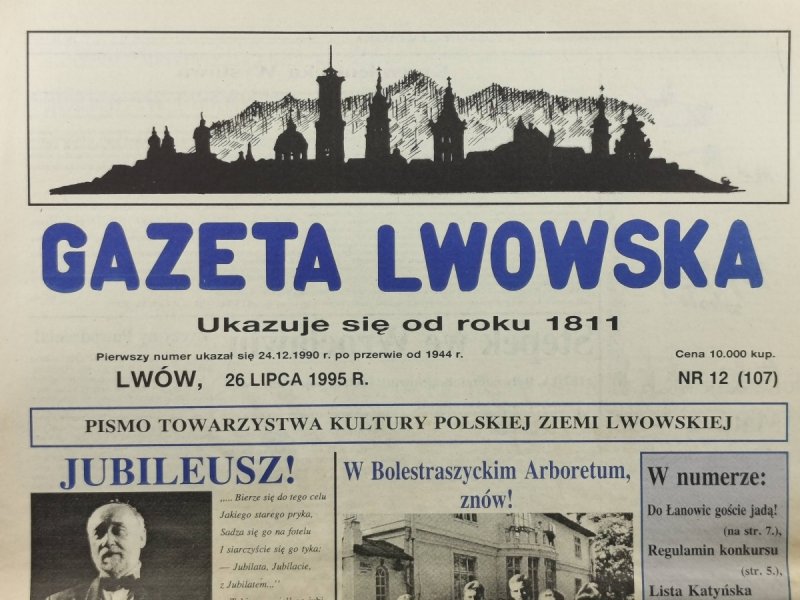 GAZETA LWOWSKA
Ukazuje się od roku 1811
Pierwszy numer ukazał się 24.12.1990 r. po przerwie od 1944 r.
Cena 10.000 kup.
LWÓW, 26 LIPCA 1995 R.
NR 12 (107)
PISMO TOWARZYSTWA KULTURY POLSKIEJ ZIEMI LWOWSKIEJ
JUBILEUSZ!
„.... Bierze się do tego celu
Jakiego starego pryka,
Sadza się go na fotelu
I siarczyście się go tyka:
— Jubilata, Jubilacie,
z Jubilatem..."
W Bolestraszyckim Arboretum,
znów!
W numerze:
Do Łanowic goście jadą!
(na str. 7.),
Regulamin konkursu
(str. 5.),
Lista Katyńska